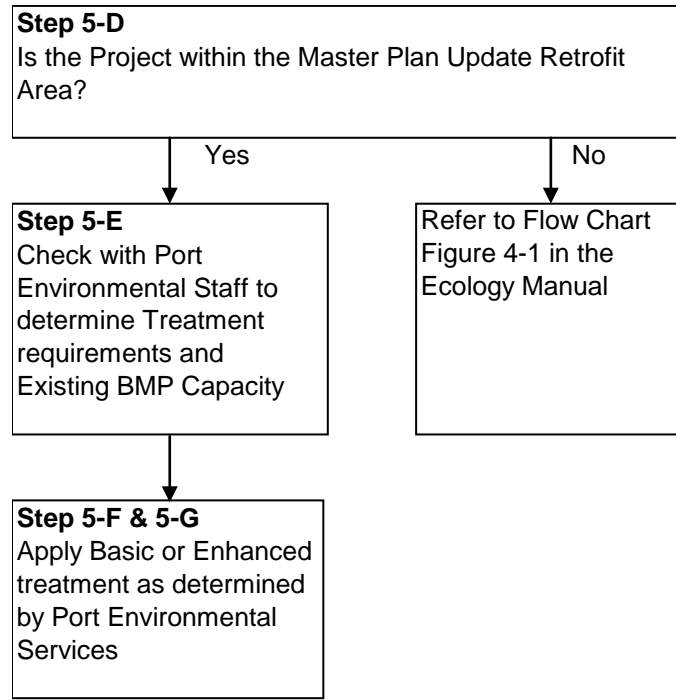 Step 5-D
Is the Project within the Master Plan Update Retrofit
Area?
Yes
No
Step 5-E
Check with Port
Environmental Staff to
determine Treatment
requirements and
Existing BMP Capacity
Refer to Flow Chart
Figure 4-1 in the
Ecology Manual
Step 5-F & 5-G
Apply Basic or Enhanced
treatment as determined
by Port Environmental
Services